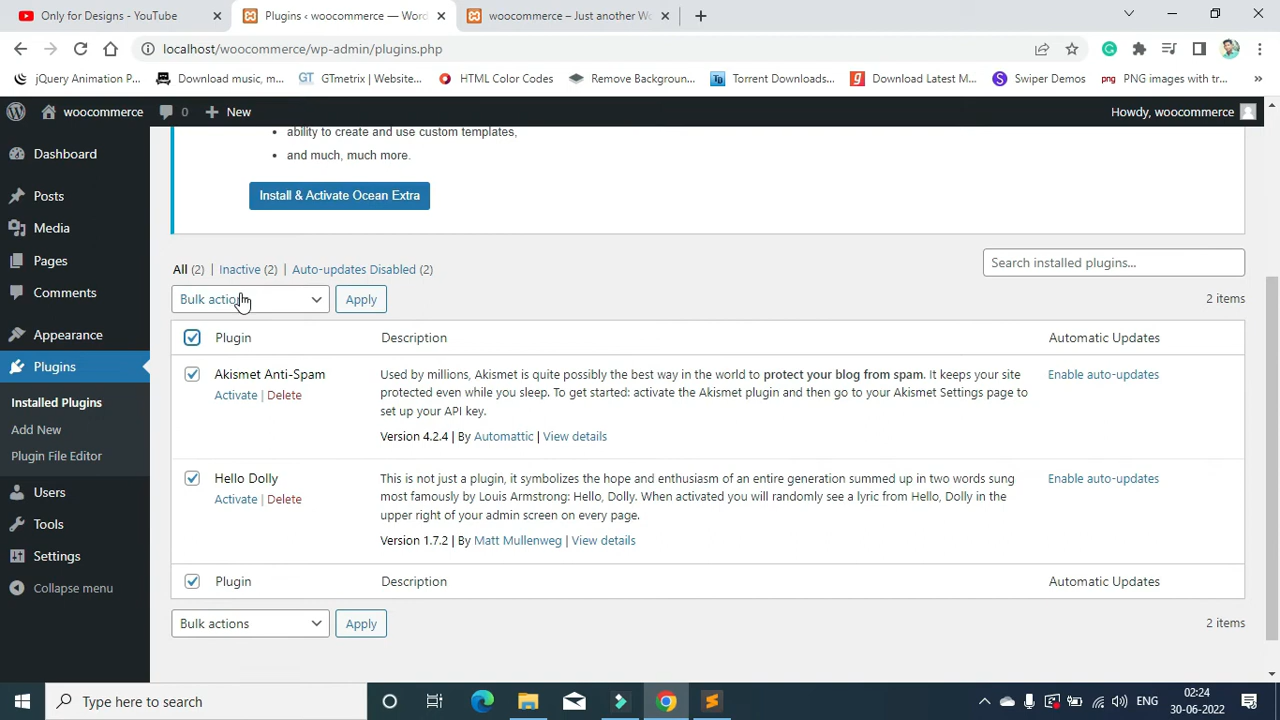 Only for Designs - YouTube
Plugins ‹ woocommerce — Word
woocommerce – Just another Wo
localhost/woocommerce/wp-admin/plugins.php
jQuery Animation P...
Download music, m...
GTmetrix | Website...
HTML Color Codes
Remove Backgroun...
Torrent Downloads...
Download Latest M...
Swiper Demos
PNG images with tr...
woocommerce
0
New
Howdy, woocommerce
Dashboard
Posts
Media
Pages
Comments
Appearance
Plugins
Installed Plugins
Add New
Plugin File Editor
Users
Tools
Settings
Collapse menu
ability to create and use custom templates,
and much, much more.
Install & Activate Ocean Extra
All (2) | Inactive (2) | Auto-updates Disabled (2)
Search installed plugins...
Bulk actions
Apply
2 items
Plugin Description Automatic Updates
Akismet Anti-Spam
Activate | Delete
Used by millions, Akismet is quite possibly the best way in the world to protect your blog from spam. It keeps your site
protected even while you sleep. To get started: activate the Akismet plugin and then go to your Akismet Settings page to
set up your API key.
Version 4.2.4 | By Automattic | View details
Enable auto-updates
Hello Dolly
Activate | Delete
This is not just a plugin, it symbolizes the hope and enthusiasm of an entire generation summed up in two words sung
most famously by Louis Armstrong: Hello, Dolly. When activated you will randomly see a lyric from Hello, Dolly in the
upper right of your admin screen on every page.
Version 1.7.2 | By Matt Mullenweg | View details
Enable auto-updates
Plugin Description Automatic Updates
Bulk actions
Apply
2 items
Type here to search
ENG
02:24
30-06-2022